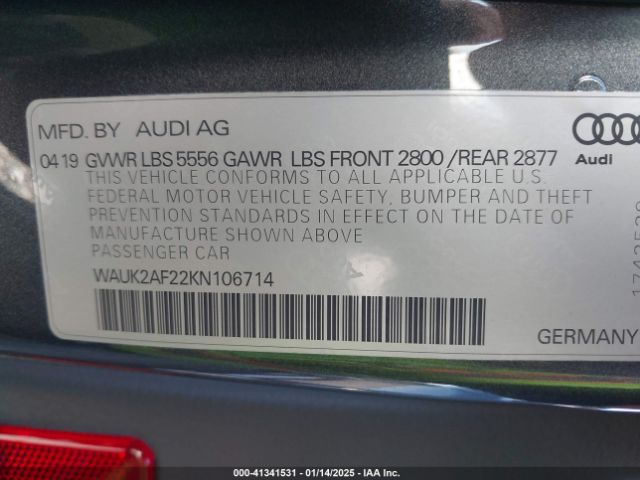 MFD. BY AUDI AG
04 19 GVWR LBS 5556 GAWR LBS FRONT 2800 / REAR 2877
THIS VEHICLE CONFORMS TO ALL APPLICABLE U.S
FEDERAL MOTOR VEHICLE SAFETY, BUMPER AND THEFT
PREVENTION STANDARDS IN EFFECT ON THE DATE OF
MANUFACTURE SHOWN ABOVE
PASSENGER CAR
WAUK2AF22KN106714
Audi
GERMANY
000-41341531 - 01/14/2025 - IAA Inc.